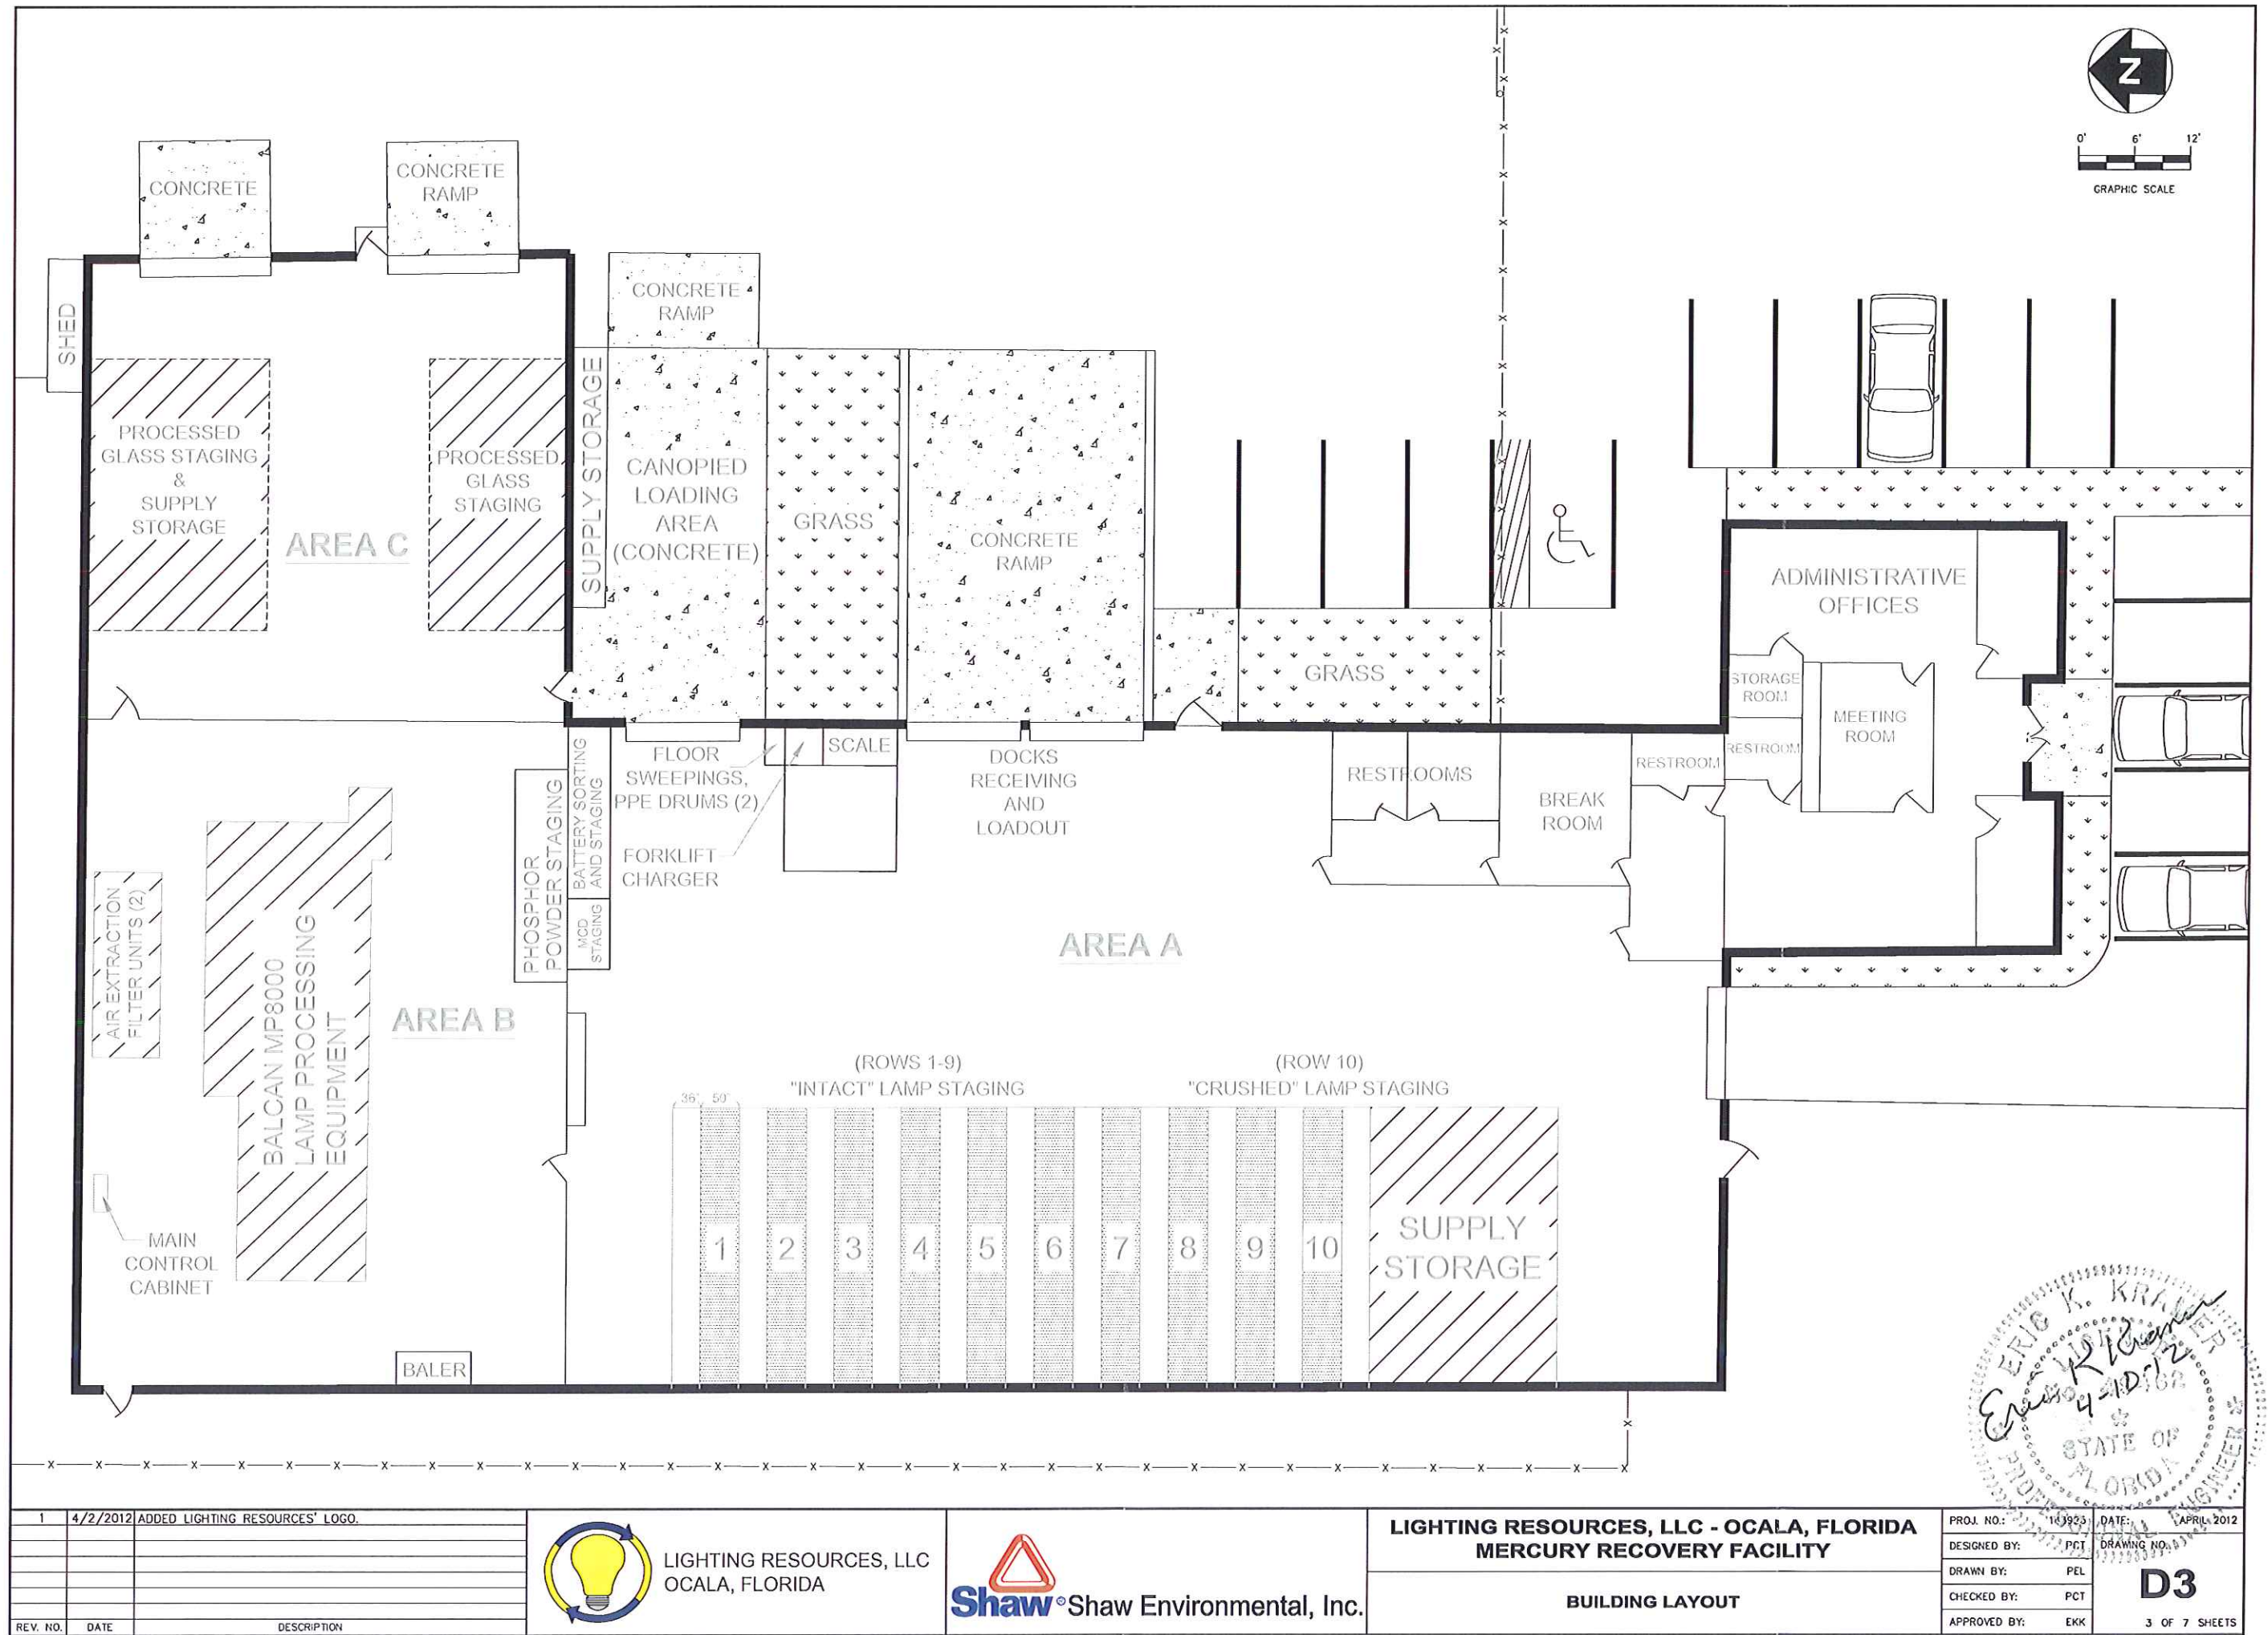 N
0' 6' 12'
GRAPHIC SCALE
CONCRETE
CONCRETE
RAMP
SHED
CONCRETE
RAMP
PROCESSED
GLASS STAGING
&
SUPPLY
STORAGE
AREA C
PROCESSED
GLASS
STAGING
SUPPLY STORAGE
CANOPIED
LOADING
AREA
(CONCRETE)
GRASS
CONCRETE
RAMP
GRASS
ADMINISTRATIVE
OFFICES
STORAGE
ROOM
MEETING
ROOM
RESTROOM
RESTROOM
RESTROOMS
BREAK
ROOM
FLOOR
SWEEPINGS,
PPE DRUMS (2)
SCALE
FORKLIFT
CHARGER
DOCKS
RECEIVING
AND
LOADOUT
BATTERY SORTING
AND STAGING
MCD
STAGING
PHOSPHOR
POWDER STAGING
AIR EXTRACTION
FILTER UNITS (2)
BALCAN MP8000
LAMP PROCESSING
EQUIPMENT
AREA B
AREA A
MAIN
CONTROL
CABINET
BALER
(ROWS 1-9)
"INTACT" LAMP STAGING
(ROW 10)
"CRUSHED" LAMP STAGING
36" 50"
1 2 3 4 5 6 7 8 9 10
SUPPLY
STORAGE
ERIC K. KRAMER
4-10-12
STATE OF
FLORIDA
PROFESSIONAL ENGINEER
1 4/2/2012 ADDED LIGHTING RESOURCES' LOGO.
REV. NO. DATE DESCRIPTION
LIGHTING RESOURCES, LLC
OCALA, FLORIDA
Shaw Shaw Environmental, Inc.
LIGHTING RESOURCES, LLC - OCALA, FLORIDA
MERCURY RECOVERY FACILITY
BUILDING LAYOUT
PROJ. NO.:
DATE: APRIL 2012
DESIGNED BY: PCT
DRAWING NO.
DRAWN BY: PEL
D3
CHECKED BY: PCT
APPROVED BY: EKK
3 OF 7 SHEETS